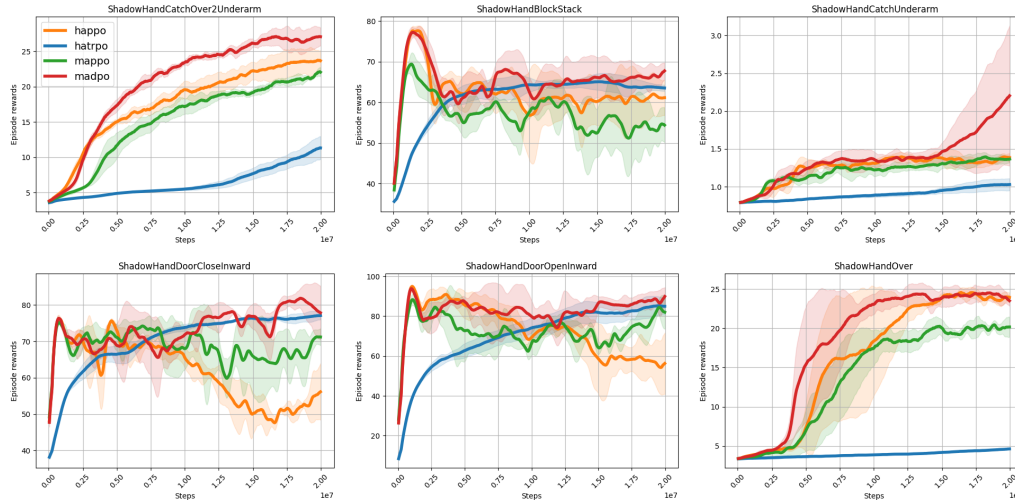 ShadowHandCatchOver2Underarm
happo
hatrpo
mappo
madpo
Episode rewards
25
20
15
10
5
0.00 0.25 0.50 0.75 1.00 1.25 1.50 1.75 2.00
Steps
1e7
ShadowHandBlockStack
Episode rewards
80
70
60
50
40
0.00 0.25 0.50 0.75 1.00 1.25 1.50 1.75 2.00
Steps
1e7
ShadowHandCatchUnderarm
Episode rewards
3.0
2.5
2.0
1.5
1.0
0.00 0.25 0.50 0.75 1.00 1.25 1.50 1.75 2.00
Steps
1e7
ShadowHandDoorCloseInward
Episode rewards
80
70
60
50
40
0.00 0.25 0.50 0.75 1.00 1.25 1.50 1.75 2.00
Steps
1e7
ShadowHandDoorOpenInward
Episode rewards
100
80
60
40
20
0.00 0.25 0.50 0.75 1.00 1.25 1.50 1.75 2.00
Steps
1e7
ShadowHandOver
Episode rewards
25
20
15
10
5
0.00 0.25 0.50 0.75 1.00 1.25 1.50 1.75 2.00
Steps
1e7